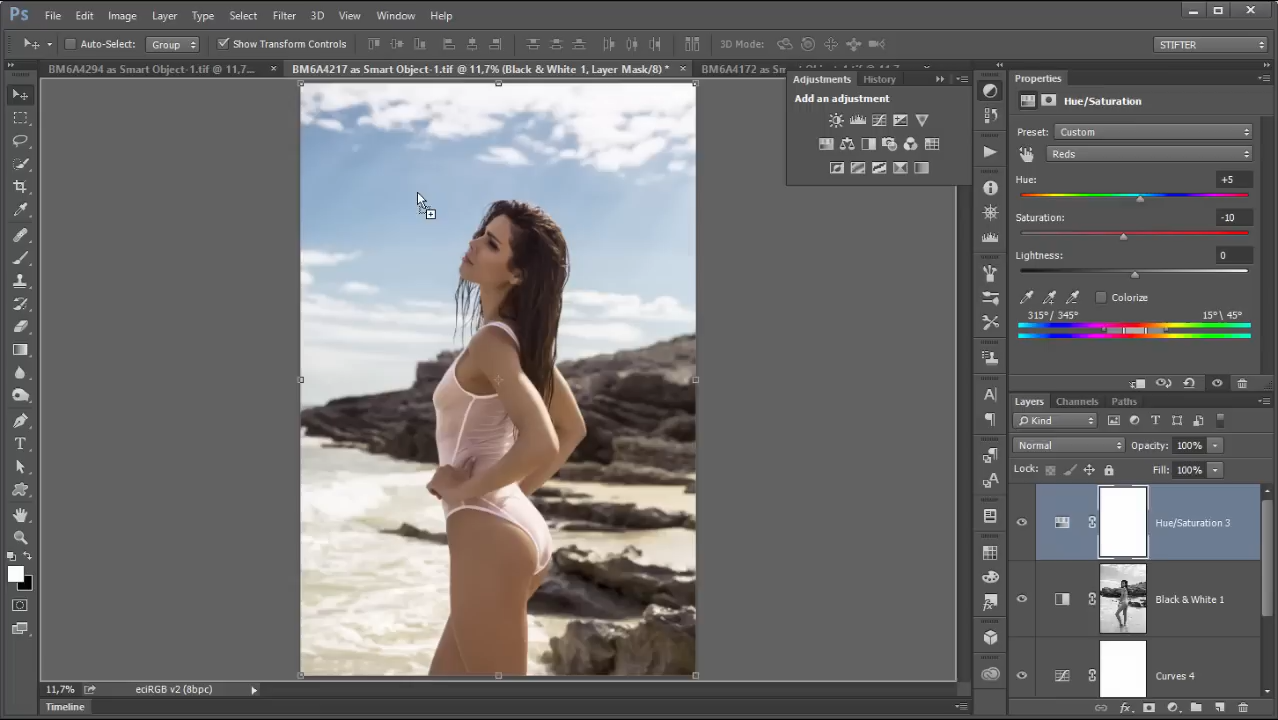 Ps File Edit Image Layer Type Select Filter 3D View Window Help
Auto-Select: Group Show Transform Controls 3D Mode: STIFTER
BM6A4294 as Smart Object-1.tif @ 11,7... × BM6A4217 as Smart Object-1.tif @ 11,7% (Black & White 1, Layer Mask/8) * × BM6A4172 as
Adjustments History
Add an adjustment
Properties
Hue/Saturation
Preset: Custom
Reds
Hue: +5
Saturation: -10
Lightness: 0
Colorize
315°/ 345° 15°\ 45°
Layers Channels Paths
Kind
Normal Opacity: 100%
Lock: Fill: 100%
Hue/Saturation 3
Black & White 1
Curves 4
fx
11,7% eciRGB v2 (8bpc)
Timeline